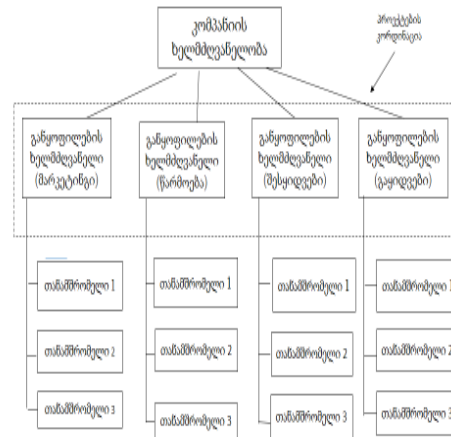 კომპანიის
ხელმძღვანელობა
პროექტების
კორდინაცია
განყოფილების
ხელმძღვანელი
(მარკეტინგი)
განყოფილების
ხელმძღვანელი
(წარმოება)
განყოფილების
ხელმძღვანელი
(შესყიდვები)
განყოფილების
ხელმძღვანელი
(გაყიდვები)
თანამშრომელი 1
თანამშრომელი 1
თანამშრომელი 1
თანამშრომელი 1
თანამშრომელი 2
თანამშრომელი 2
თანამშრომელი 2
თანამშრომელი 2
თანამშრომელი 3
თანამშრომელი 3
თანამშრომელი 3
თანამშრომელი 3